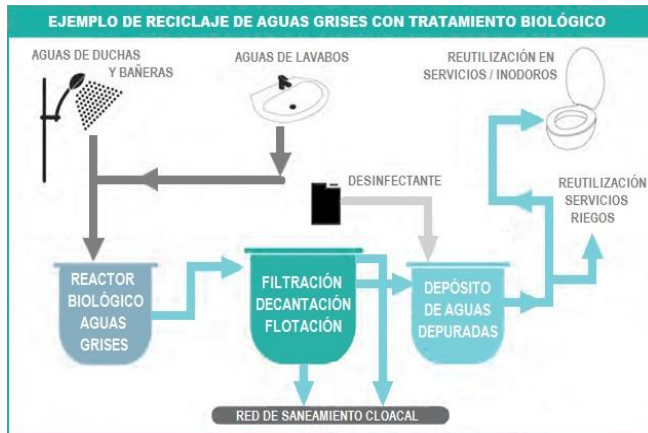 EJEMPLO DE RECICLAJE DE AGUAS GRISES CON TRATAMIENTO BIOLÓGICO
AGUAS DE DUCHAS
Y BAÑERAS
AGUAS DE LAVABOS
REUTILIZACIÓN EN
SERVICIOS / INODOROS
DESINFECTANTE
REUTILIZACIÓN
SERVICIOS
RIEGOS
REACTOR
BIOLÓGICO
AGUAS
GRISES
FILTRACIÓN
DECANTACIÓN
FLOTACIÓN
DEPÓSITO
DE AGUAS
DEPURADAS
RED DE SANEAMIENTO CLOACAL